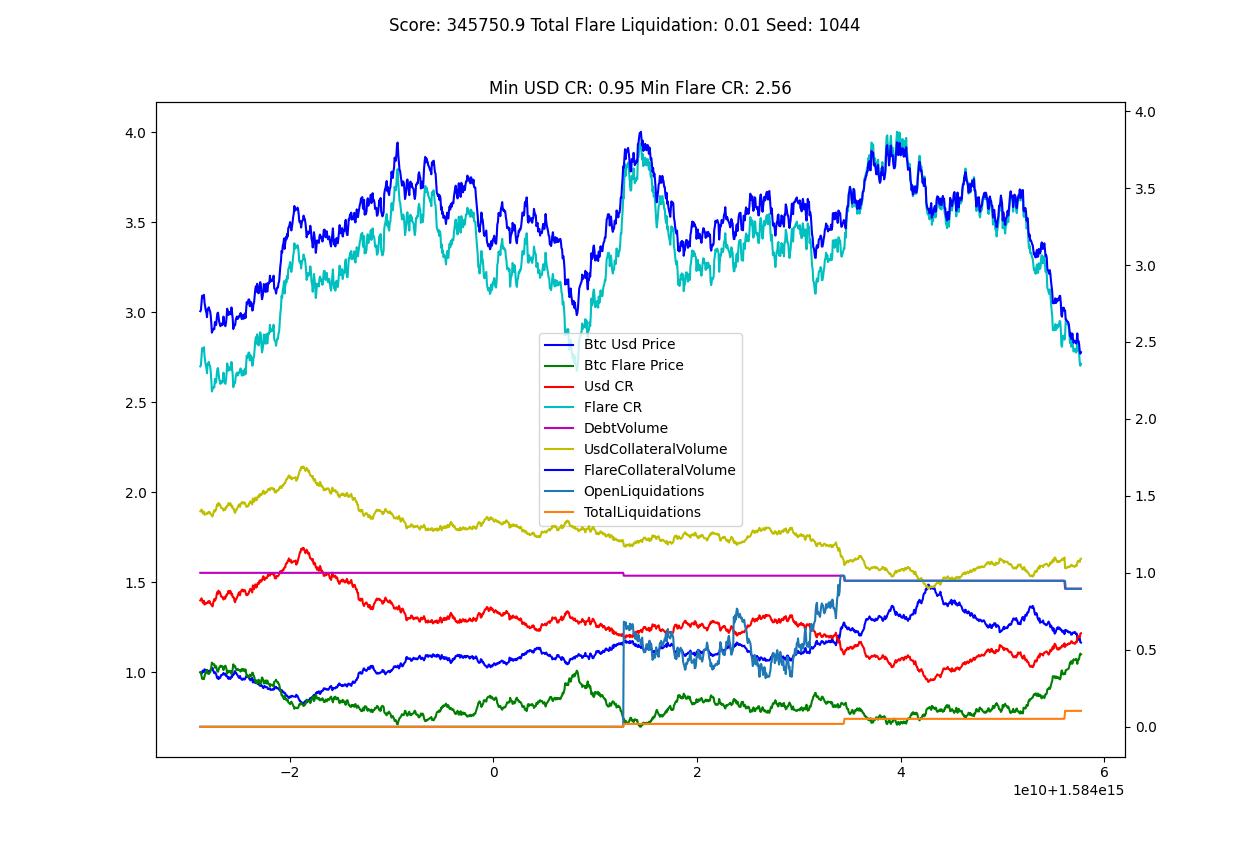 Score: 345750.9 Total Flare Liquidation: 0.01 Seed: 1044
Min USD CR: 0.95 Min Flare CR: 2.56
4.0
3.5
3.0
2.5
2.0
1.5
1.0
4.0
3.5
3.0
2.5
2.0
1.5
1.0
0.5
0.0
Btc Usd Price
Btc Flare Price
Usd CR
Flare CR
DebtVolume
UsdCollateralVolume
FlareCollateralVolume
OpenLiquidations
TotalLiquidations
−2 0 2 4 6
1e10+1.584e15